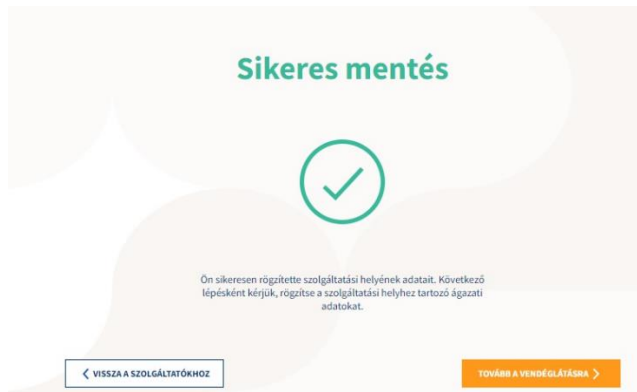 Sikeres mentés
Ön sikeresen rögzítette szolgáltatási helyének adatait. Következő
lépésként kérjük, rögzítse a szolgáltatási helyhez tartozó ágazati
adatokat.
VISSZA A SZOLGÁLTATÓKHOZ
TOVÁBB A VENDÉGLÁTÁSRA